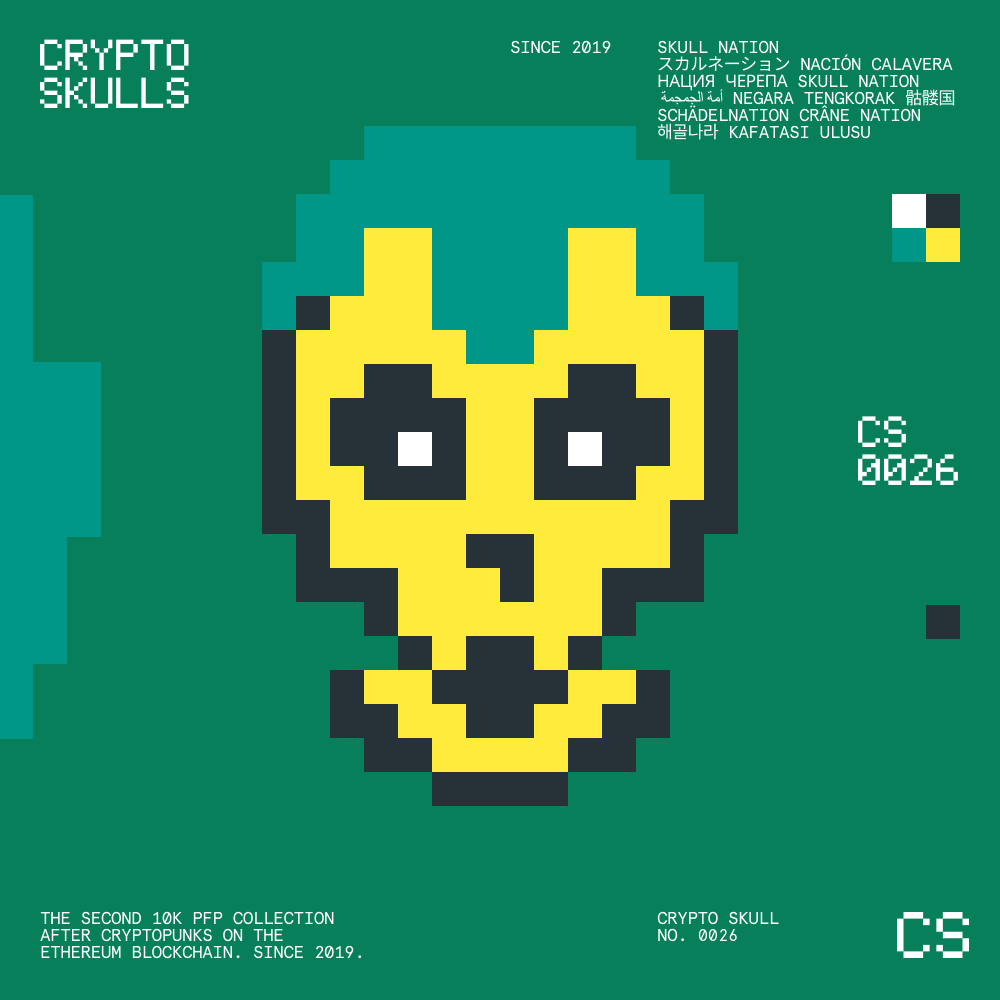 CRYPTO
SKULLS
SINCE 2019
SKULL NATION
スカルネーション NACIÓN CALAVERA
НАЦИЯ ЧЕРЕПА SKULL NATION
أمة الجمجمة NEGARA TENGKORAK 骷髅国
SCHÄDELNATION CRÂNE NATION
해골나라 KAFATASI ULUSU
CS
0026
THE SECOND 10K PFP COLLECTION
AFTER CRYPTOPUNKS ON THE
ETHEREUM BLOCKCHAIN. SINCE 2019.
CRYPTO SKULL
NO. 0026
CS